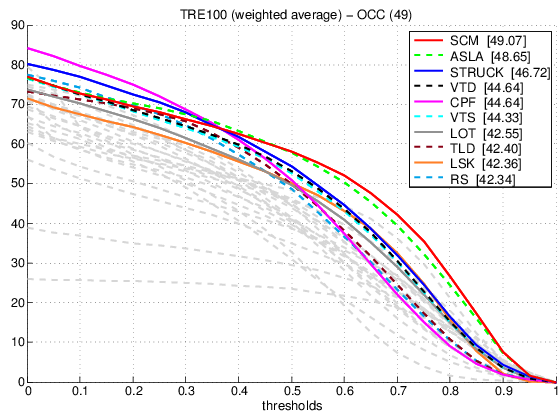 TRE100 (weighted average) – OCC (49)
90
80
70
60
50
40
30
20
10
0
SCM [49.07]
ASLA [48.65]
STRUCK [46.72]
VTD [44.64]
CPF [44.64]
VTS [44.33]
LOT [42.55]
TLD [42.40]
LSK [42.36]
RS [42.34]
0 0.1 0.2 0.3 0.4 0.5 0.6 0.7 0.8 0.9 1
thresholds